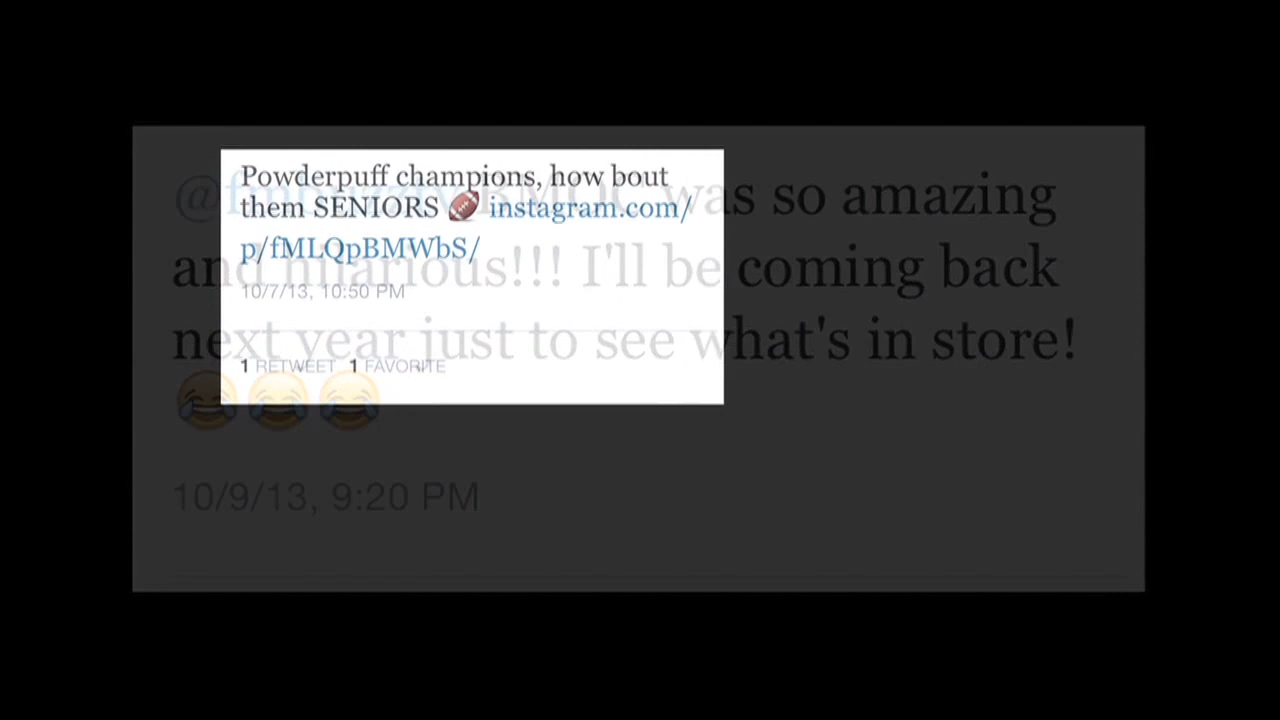 Powderpuff champions, how bout
them SENIORS 🏈 instagram.com/
p/fMLQpBMWbS/
10/7/13, 10:50 PM
1 RETWEET 1 FAVORITE
was so amazing
and hilarious!!! I'll be coming back
next year just to see what's in store!
😂😂😂
10/9/13, 9:20 PM